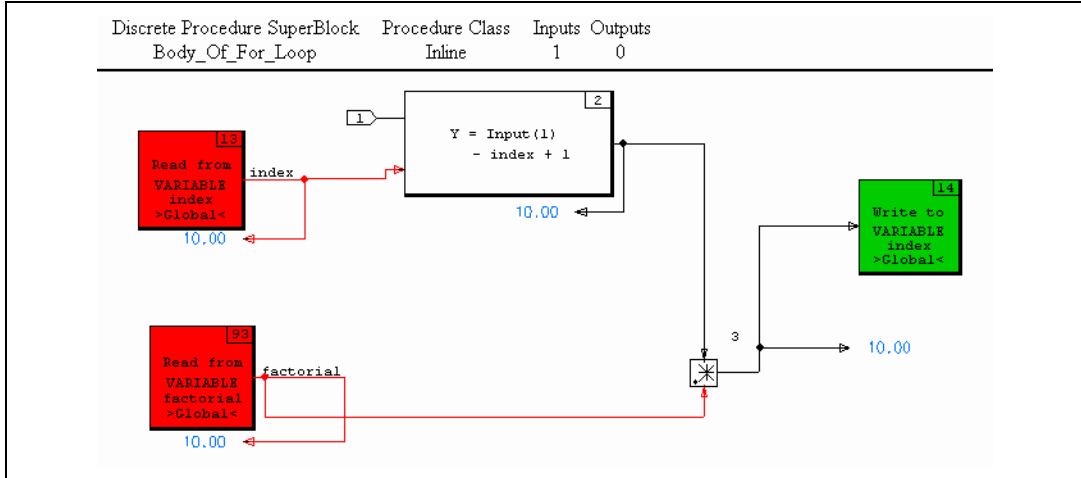 Discrete Procedure SuperBlock Procedure Class Inputs Outputs
Body_Of_For_Loop Inline 1 0
1
2
Y = Input(1)
- index + 1
10.00
13
Read from
VARIABLE
index
>Global<
index
10.00
14
Write to
VARIABLE
index
>Global<
93
Read from
VARIABLE
factorial
>Global<
factorial
10.00
3
10.00